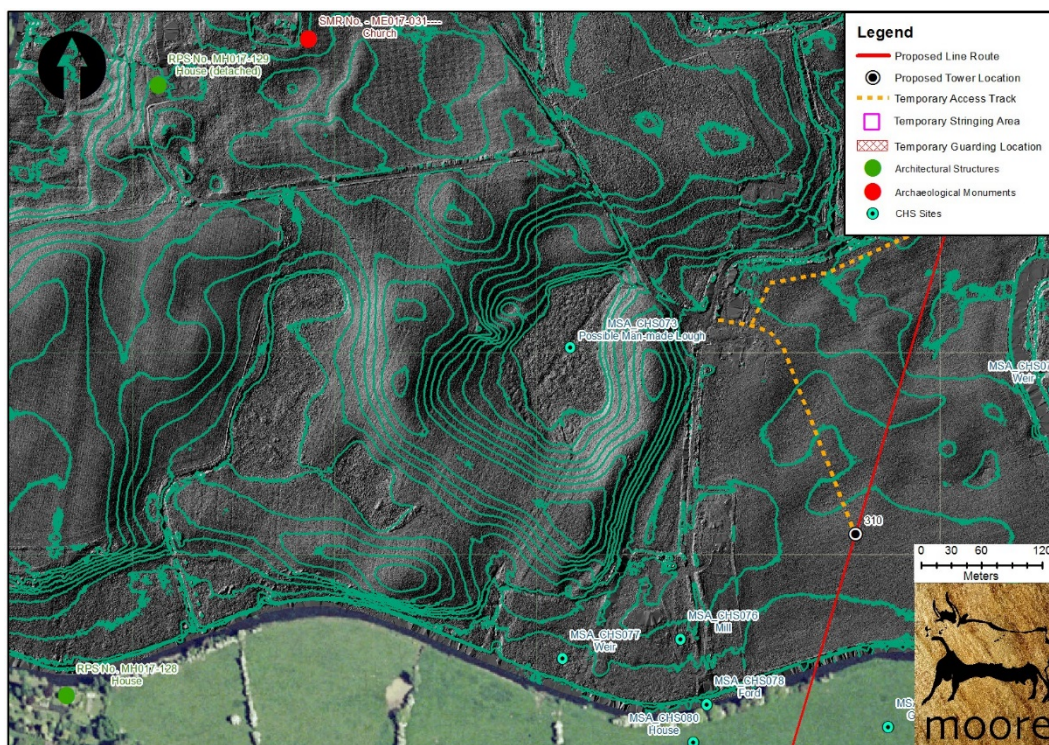 SMR No. - ME017-031----
Church
RPS No. MH017-129
House (detached)
Legend
Proposed Line Route
Proposed Tower Location
Temporary Access Track
Temporary Stringing Area
Temporary Guarding Location
Architectural Structures
Archaeological Monuments
CHS Sites
MSA_CHS073
Possible Man-made Lough
MSA_CHS07
Weir
310
0 30 60 120
Meters
MSA_CHS076
Mill
MSA_CHS077
Weir
RPS No. MH017-128
House
MSA_CHS078
Ford
MSA_CHS080
House
moore